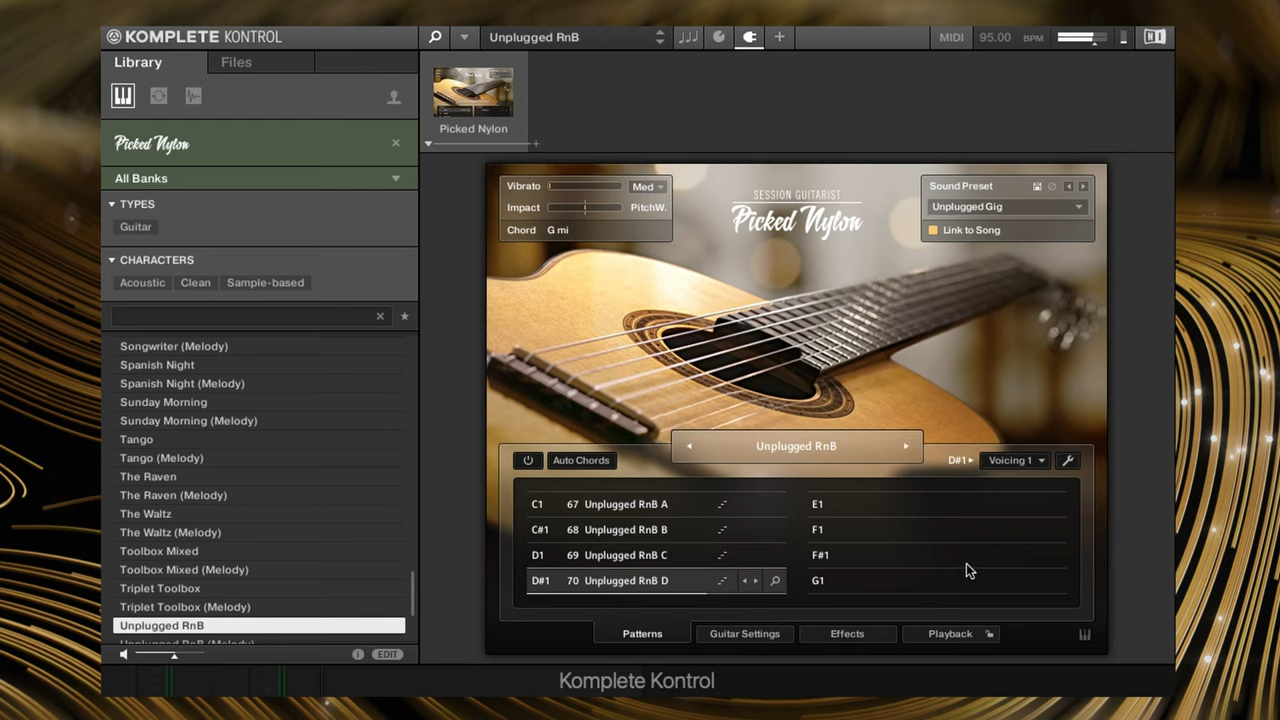 KOMPLETE KONTROL
Unplugged RnB
MIDI
95.00 BPM
Library
Files
Picked Nylon
All Banks
TYPES
Guitar
CHARACTERS
Acoustic Clean Sample-based
Songwriter (Melody)
Spanish Night
Spanish Night (Melody)
Sunday Morning
Sunday Morning (Melody)
Tango
Tango (Melody)
The Raven
The Raven (Melody)
The Waltz
The Waltz (Melody)
Toolbox Mixed
Toolbox Mixed (Melody)
Triplet Toolbox
Triplet Toolbox (Melody)
Unplugged RnB
Unplugged RnB (Melody)
EDIT
Picked Nylon
Vibrato Med
Impact PitchW.
Chord G mi
SESSION GUITARIST
Picked Nylon
Sound Preset
Unplugged Gig
Link to Song
Unplugged RnB
Auto Chords
D#1 Voicing 1
C1 67 Unplugged RnB A
C#1 68 Unplugged RnB B
D1 69 Unplugged RnB C
D#1 70 Unplugged RnB D
E1
F1
F#1
G1
Patterns
Guitar Settings
Effects
Playback
Komplete Kontrol